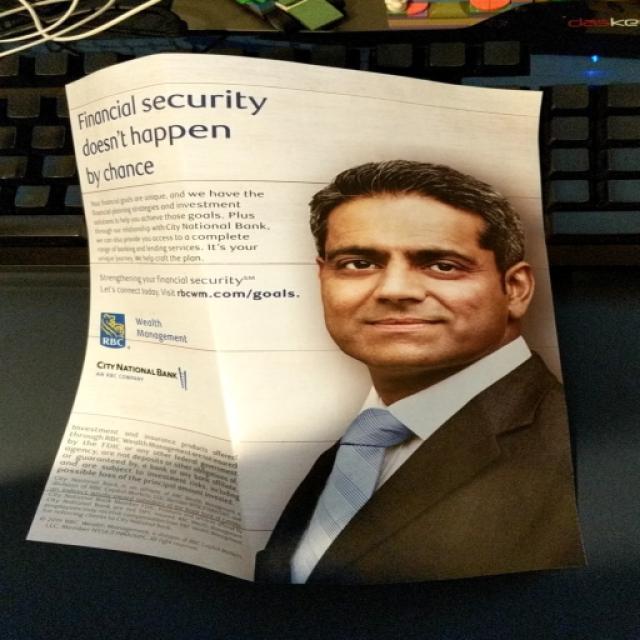 dasKe
Financial security
doesn't happen
by chance
Your financial goals are unique, and we have the
financial planning strategies and investment
solutions to help you achieve those goals. Plus
through our relationship with City National Bank,
we can also provide you access to a complete
range of banking and lending services. It's your
unique journey. We help craft the plan.
Strengthening your financial security℠
Let's connect today. Visit rbcwm.com/goals.
RBC
Wealth
Management
CITY NATIONAL BANK
AN RBC COMPANY
Investment and insurance products offered
through RBC Wealth Management are not insured
by the FDIC or any other federal government
agency, are not deposits or other obligations
or guaranteed by a bank or any bank affiliate,
and are subject to investment risks, including
possible loss of the principal amount invested.